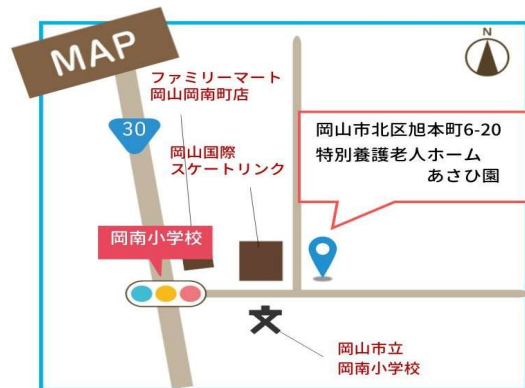 MAP
N
ファミリーマート
岡山岡南町店
30
岡山国際
スケートリンク
岡山市北区旭本町6-20
特別養護老人ホーム
あさひ園
岡南小学校
文
岡山市立
岡南小学校